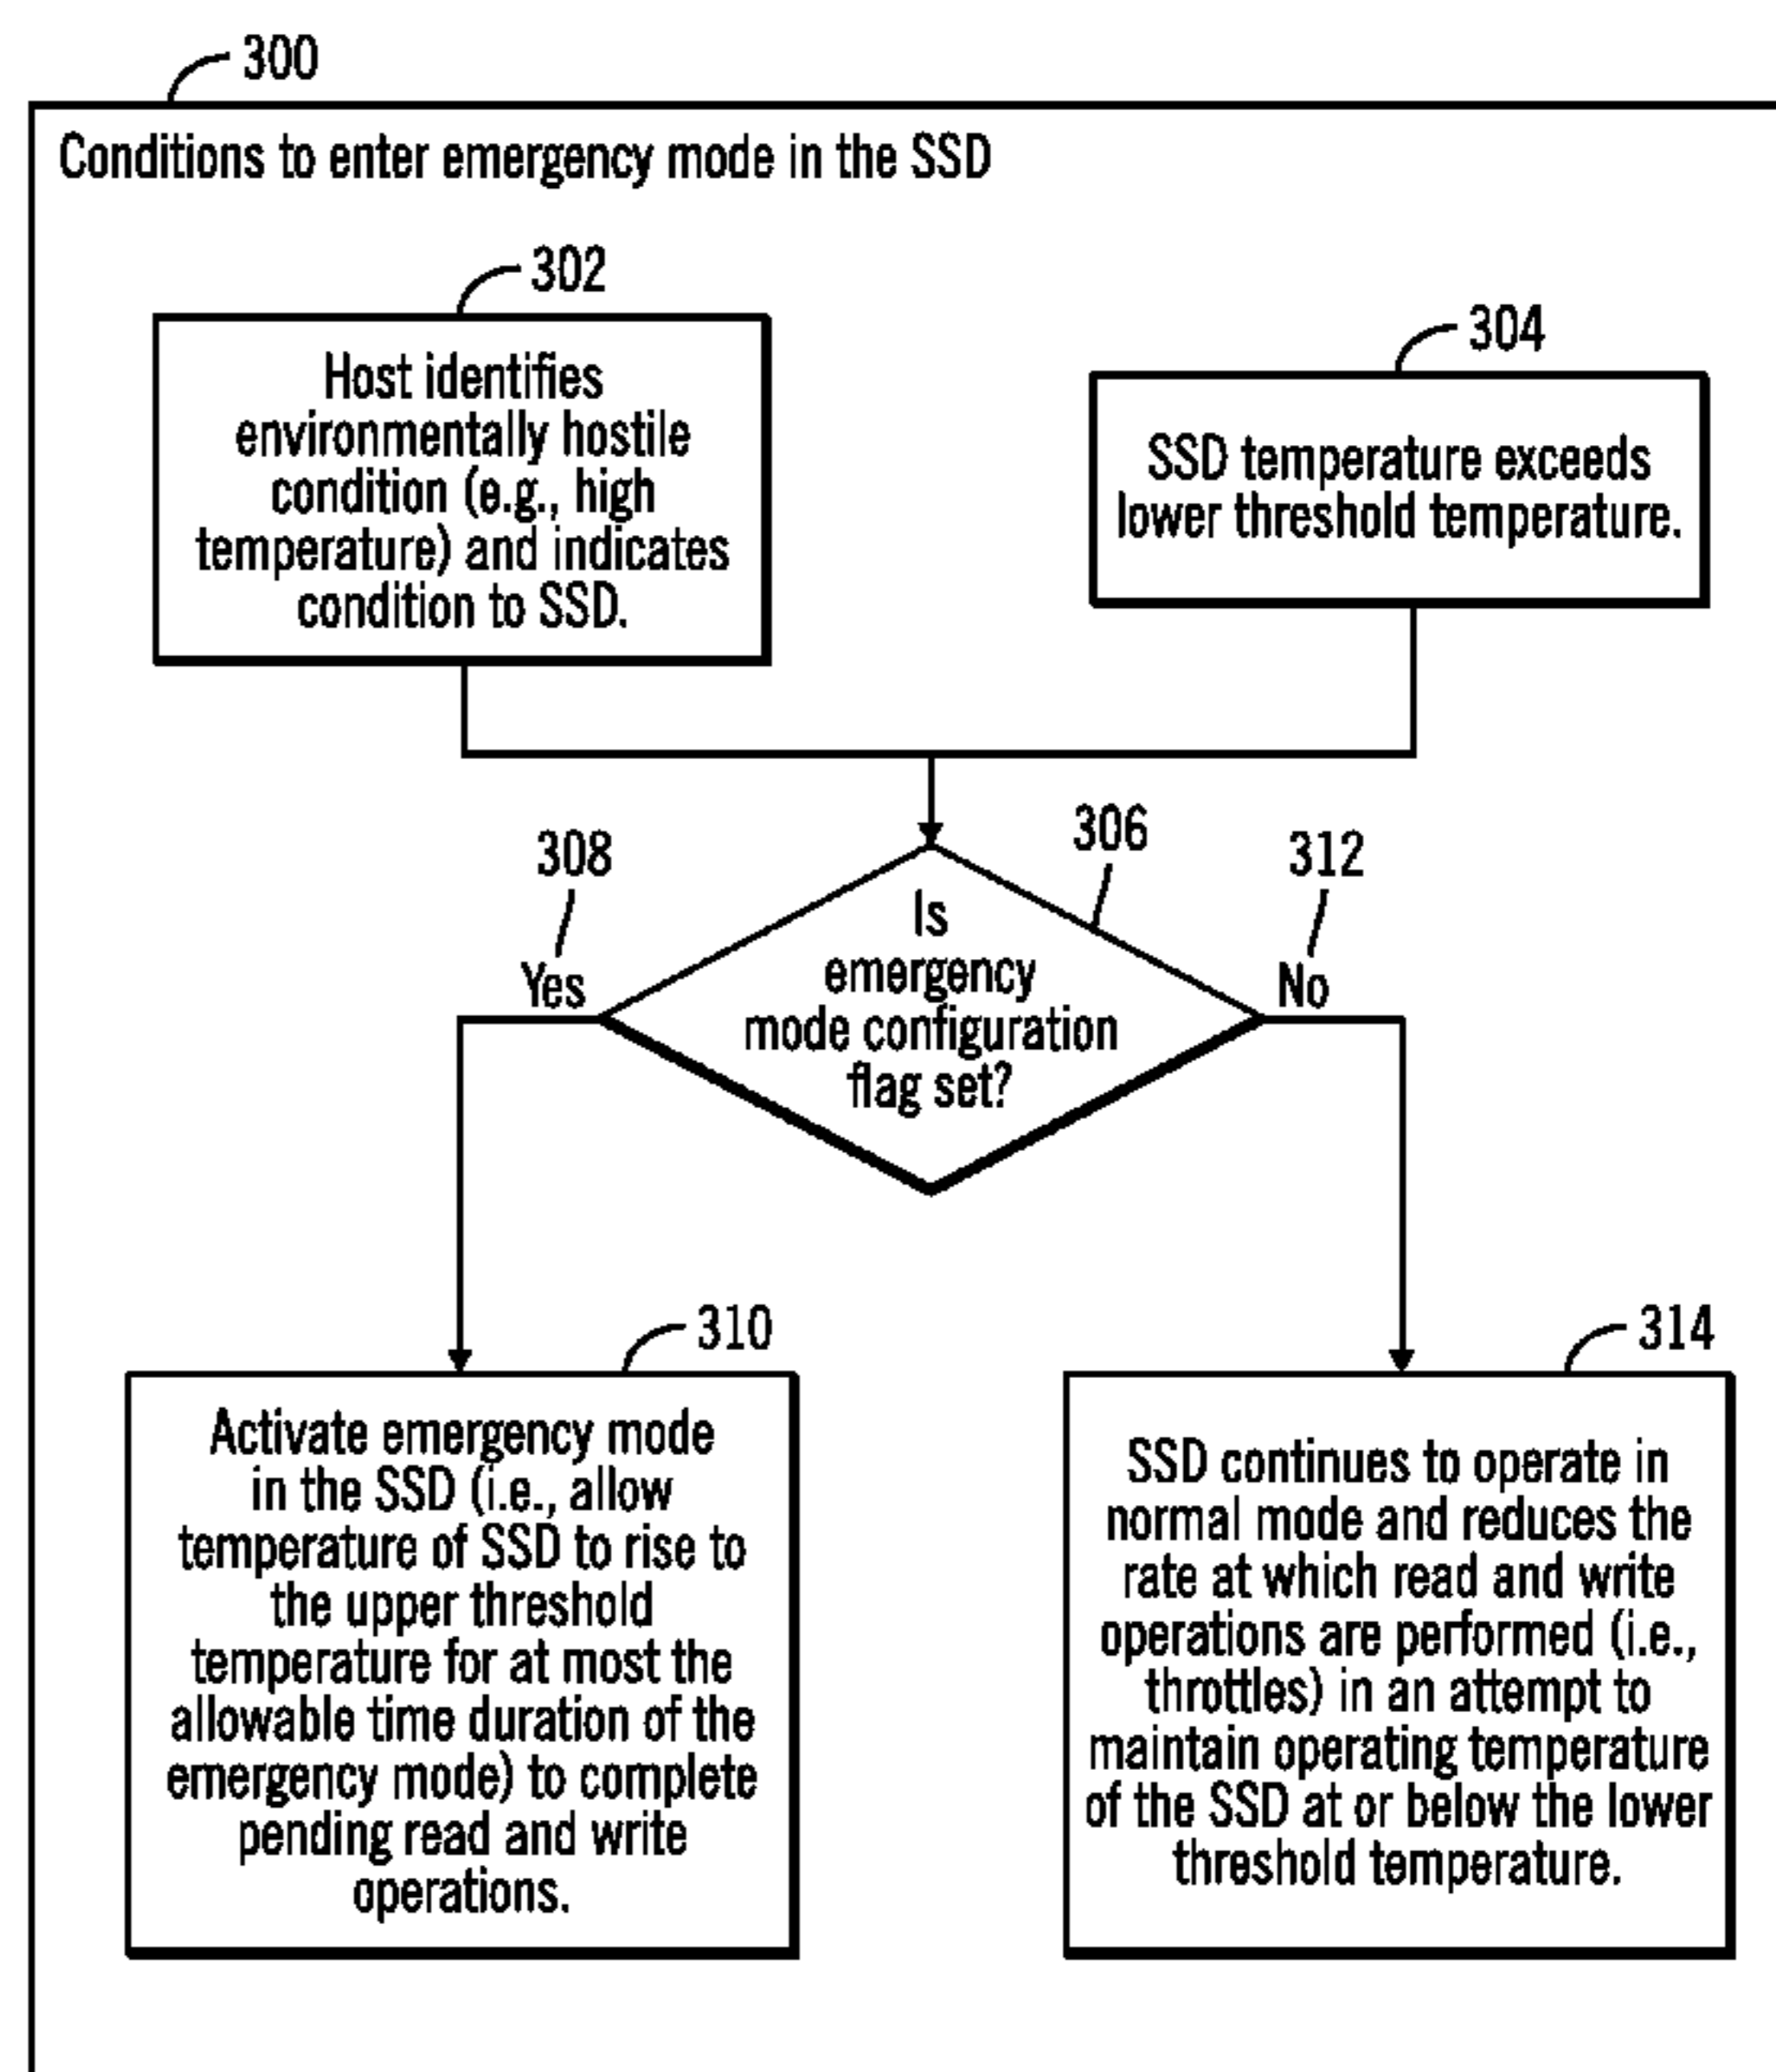 300
Conditions to enter emergency mode in the SSD
302
Host identifies
environmentally hostile
condition (e.g., high
temperature) and indicates
condition to SSD.
304
SSD temperature exceeds
lower threshold temperature.
306
Is
emergency
mode configuration
flag set?
308
Yes
312
No
310
Activate emergency mode
in the SSD (i.e., allow
temperature of SSD to rise to
the upper threshold
temperature for at most the
allowable time duration of the
emergency mode) to complete
pending read and write
operations.
314
SSD continues to operate in
normal mode and reduces the
rate at which read and write
operations are performed (i.e.,
throttles) in an attempt to
maintain operating temperature
of the SSD at or below the lower
threshold temperature.